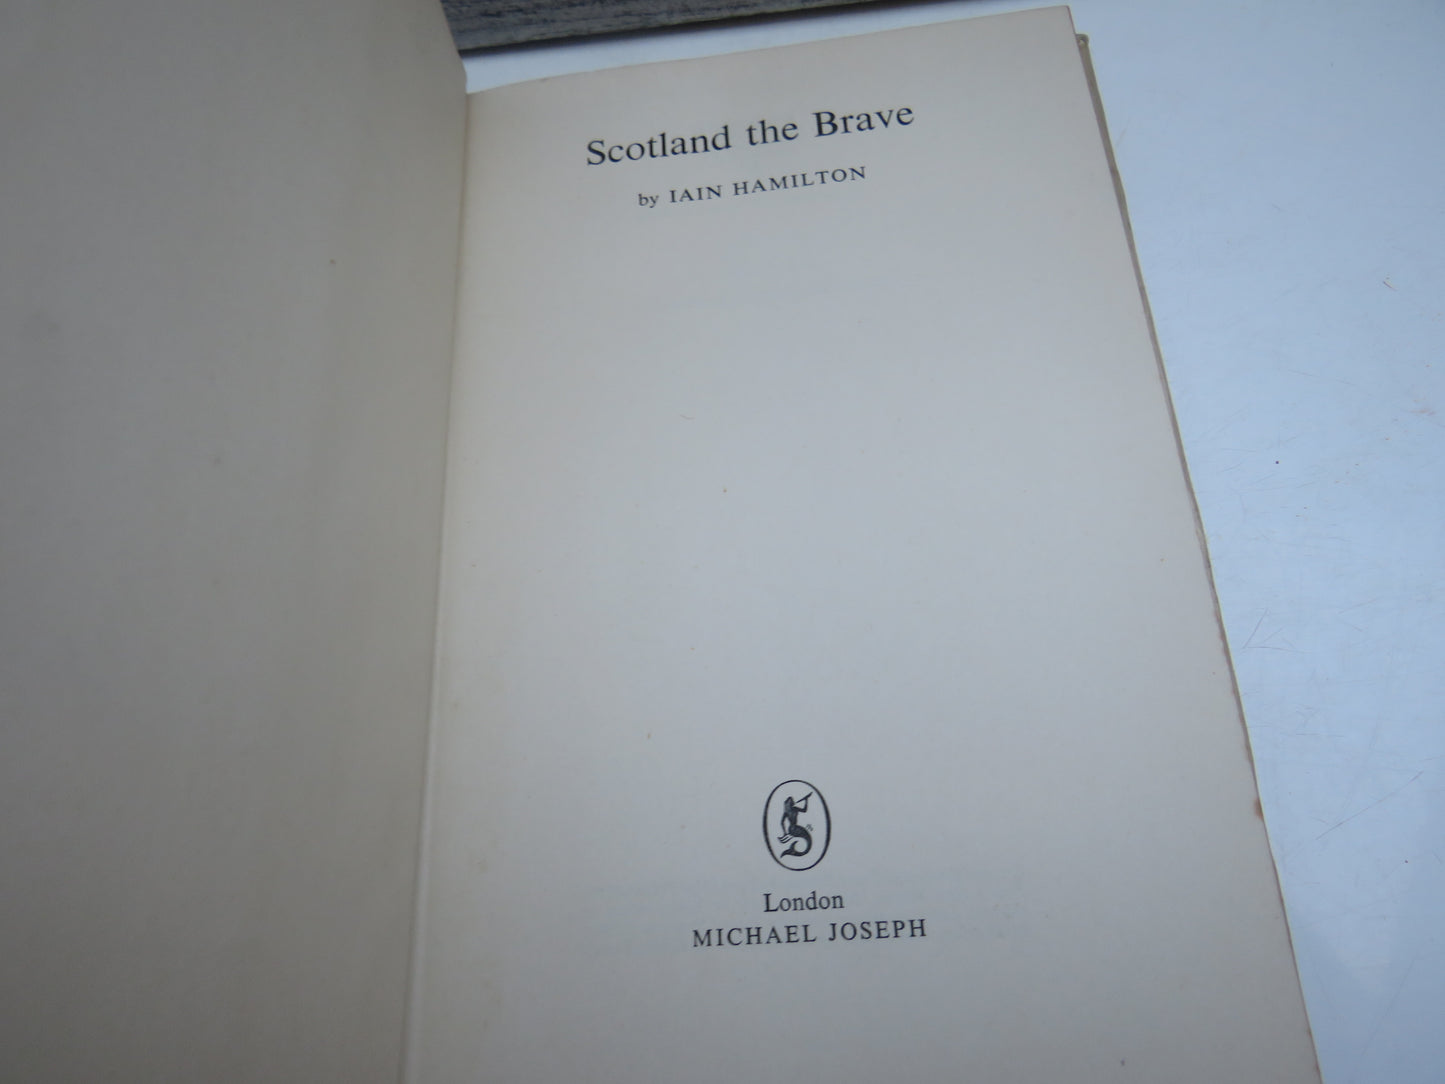 Scotland the Brave
by IAIN HAMILTON
London
MICHAEL JOSEPH